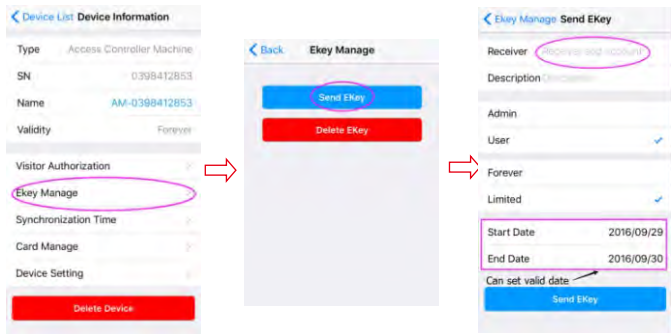 Device List Device Information
Type Access Controller Machine
SN 0398412853
Name AM-0398412853
Validity Forever
Visitor Authorization
Ekey Manage
Synchronization Time
Card Manage
Device Setting
Delete Device
Back Ekey Manage
Send EKey
Delete EKey
Ekey Manage Send EKey
Receiver Receiver app account
Description Description
Admin
User
Forever
Limited
Start Date 2016/09/29
End Date 2016/09/30
Can set valid date
Send EKey